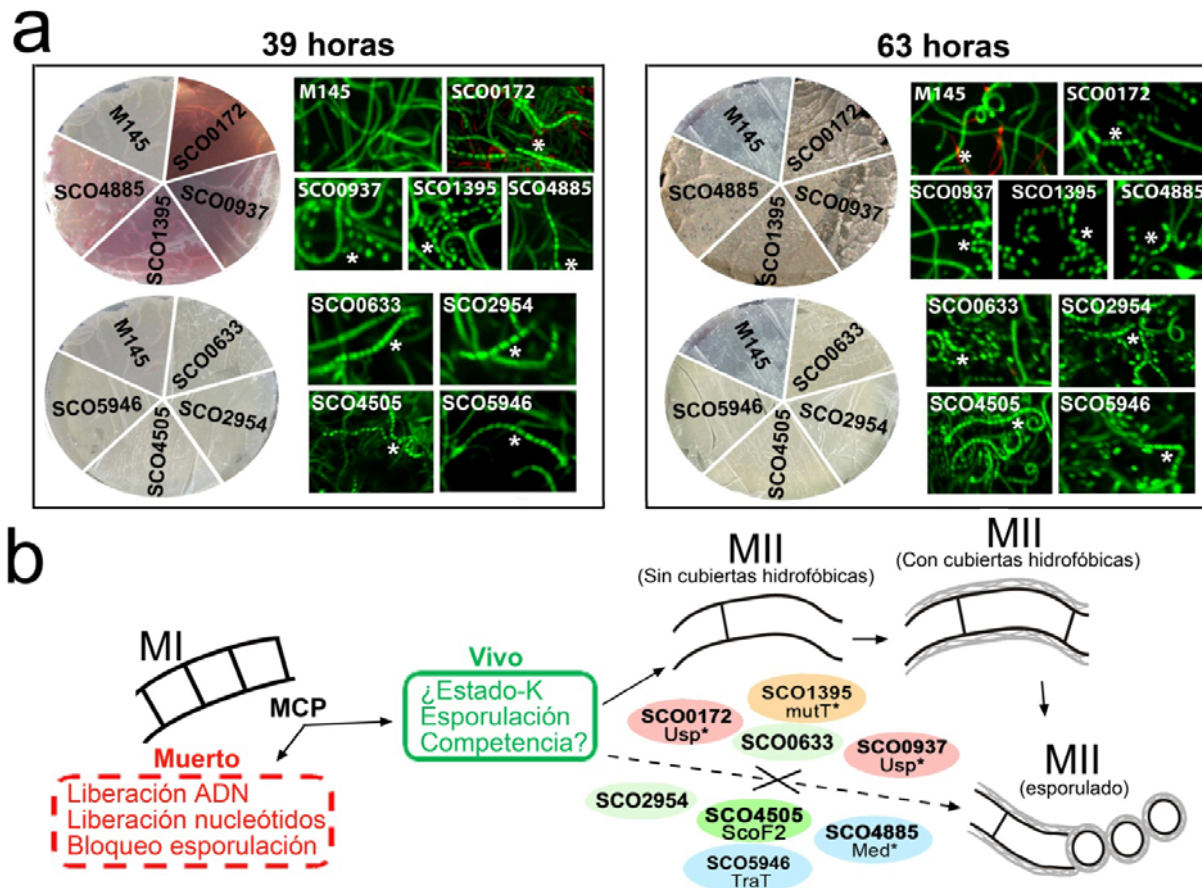 a
39 horas
63 horas
M145
SCO0172
SCO0937
SCO1395
SCO4885
M145
SCO0172
SCO0937
SCO1395
SCO4885
*
*
*
*
M145
SCO0633
SCO2954
SCO4505
SCO5946
SCO0633
SCO2954
SCO4505
SCO5946
*
*
*
*
M145
SCO0172
SCO0937
SCO1395
SCO4885
M145
SCO0172
SCO0937
SCO1395
SCO4885
*
*
*
*
*
M145
SCO0633
SCO2954
SCO4505
SCO5946
SCO0633
SCO2954
SCO4505
SCO5946
*
*
*
*
b
MI
MCP
Muerto
Liberación ADN
Liberación nucleótidos
Bloqueo esporulación
Vivo
¿Estado-K
Esporulación
Competencia?
MII
(Sin cubiertas hidrofóbicas)
MII
(Con cubiertas hidrofóbicas)
SCO1395
mutT*
SCO0172
Usp*
SCO0633
SCO0937
Usp*
SCO2954
SCO4505
ScoF2
SCO4885
Med*
SCO5946
TraT
MII
(esporulado)